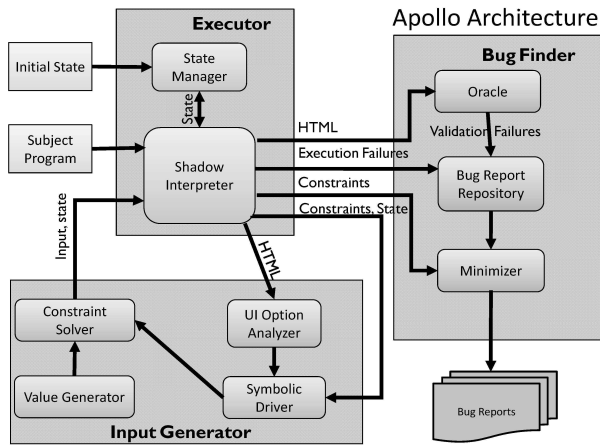 Apollo Architecture
Executor
Initial State
State
Manager
State
Subject
Program
Shadow
Interpreter
Input, state
HTML
Execution Failures
Constraints
Constraints, State
HTML
Bug Finder
Oracle
Validation Failures
Bug Report
Repository
Minimizer
Bug Reports
Constraint
Solver
UI Option
Analyzer
Value Generator
Symbolic
Driver
Input Generator